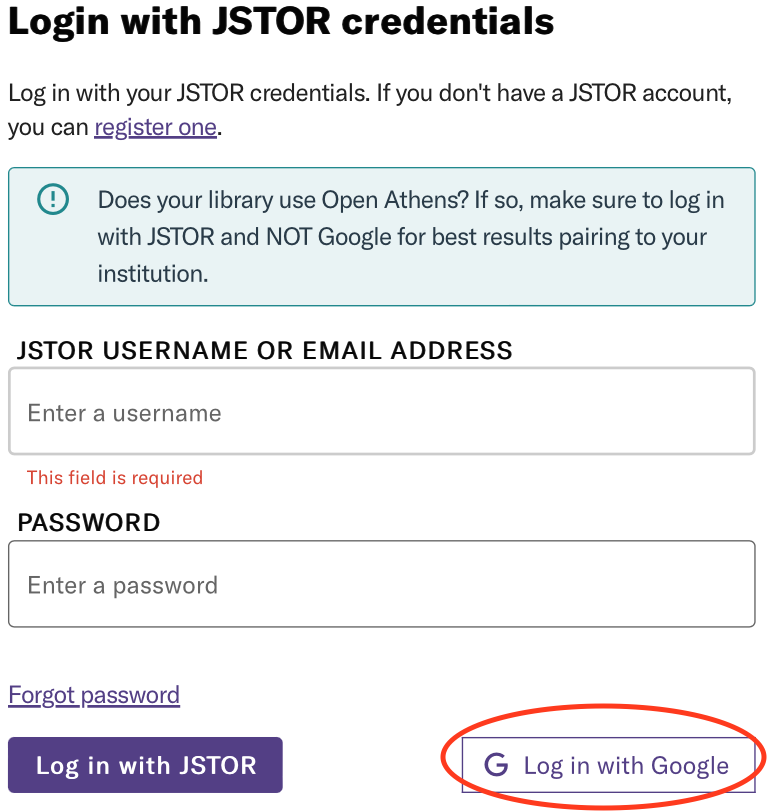 Login with JSTOR credentials
Log in with your JSTOR credentials. If you don't have a JSTOR account,
you can register one.
Does your library use Open Athens? If so, make sure to log in
with JSTOR and NOT Google for best results pairing to your
institution.
JSTOR USERNAME OR EMAIL ADDRESS
Enter a username
This field is required
PASSWORD
Enter a password
Forgot password
Log in with JSTOR
G Log in with Google